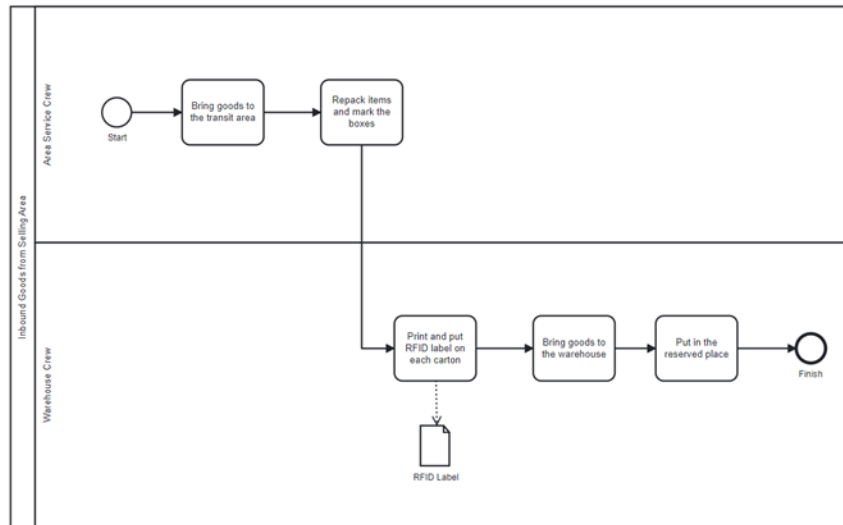 Inbound Goods from Selling Area
Area Service Crew
Start
Bring goods to
the transit area
Repack items
and mark the
boxes
Warehouse Crew
Print and put
RFID label on
each carton
Bring goods to
the warehouse
Put in the
reserved place
Finish
RFID Label